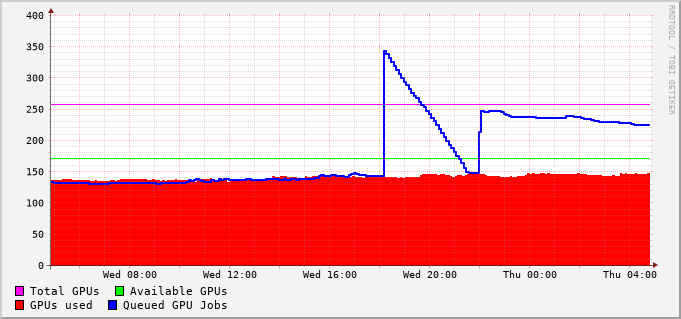 400
350
300
250
200
150
100
50
0
Wed 08:00 Wed 12:00 Wed 16:00 Wed 20:00 Thu 00:00 Thu 04:00
Total GPUs Available GPUs
GPUs used Queued GPU Jobs
RRDTOOL / TOBI OETIKER